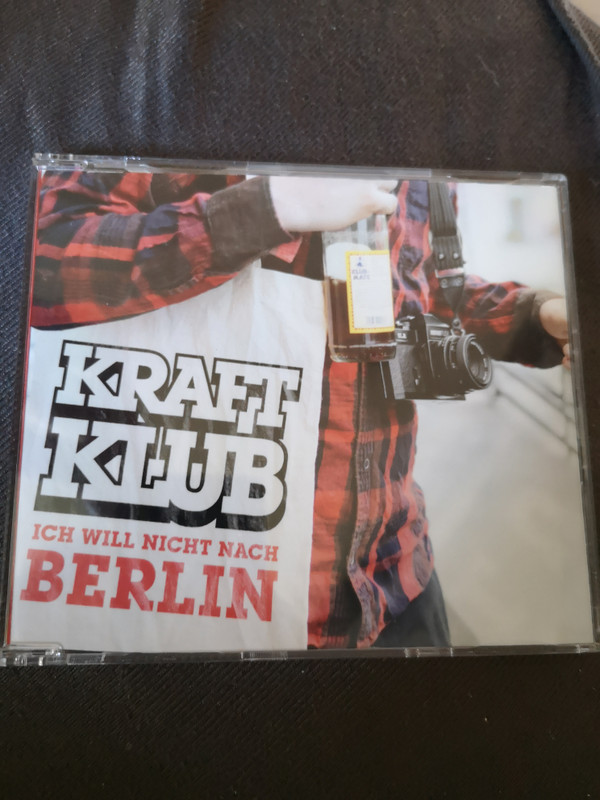 KRAFT
KLUB
ICH WILL NICHT NACH
BERLIN